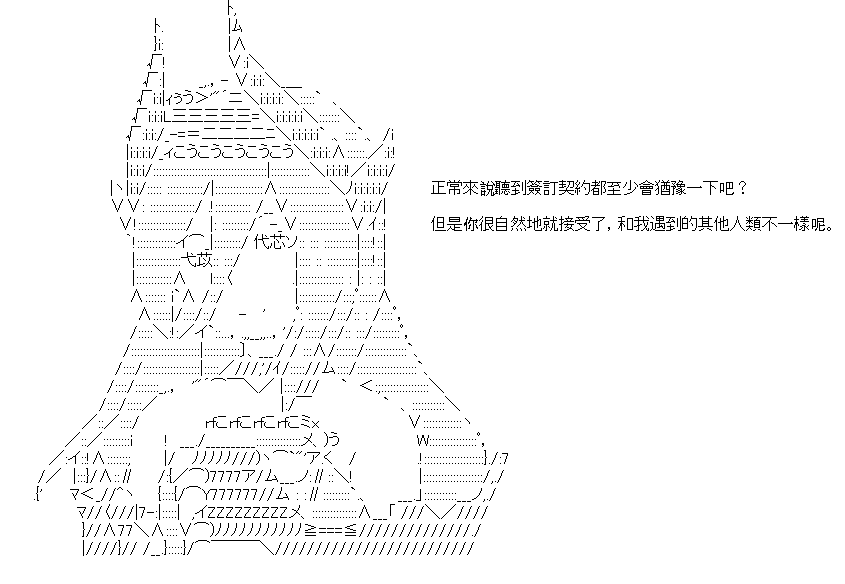 正常來說聽到簽訂契約都至少會猶豫一下吧？
但是你很自然地就接受了，和我遇到的其他人類不一樣呢。